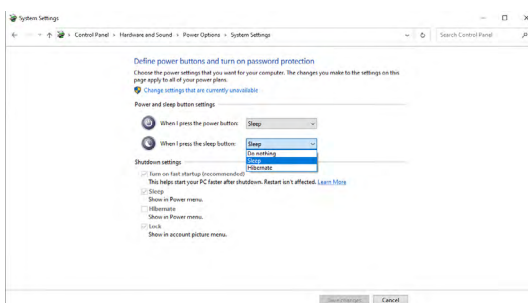 System Settings
Control Panel > Hardware and Sound > Power Options > System Settings
Search Control Panel
Define power buttons and turn on password protection
Choose the power settings that you want for your computer. The changes you make to the settings on this
page apply to all of your power plans.
Change settings that are currently unavailable
Power and sleep button settings
When I press the power button: Sleep
When I press the sleep button: Sleep
Do nothing
Sleep
Hibernate
Shutdown settings
Turn on fast startup (recommended)
This helps start your PC faster after shutdown. Restart isn't affected. Learn More
Sleep
Show in Power menu.
Hibernate
Show in Power menu.
Lock
Show in account picture menu.
Save changes Cancel